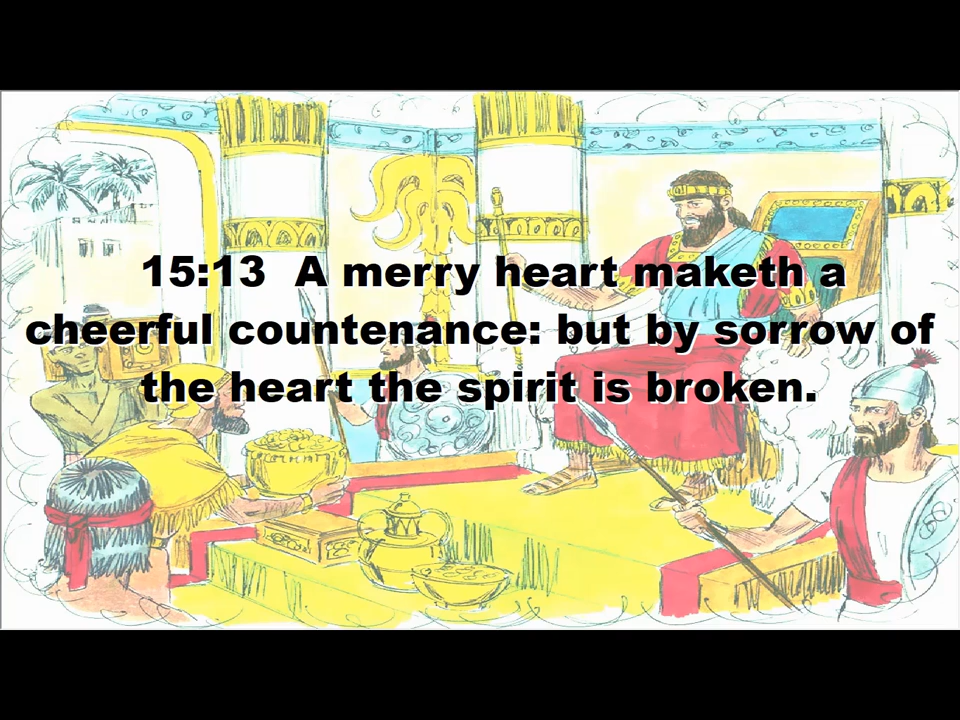 15:13 A merry heart maketh a
cheerful countenance: but by sorrow of
the heart the spirit is broken.